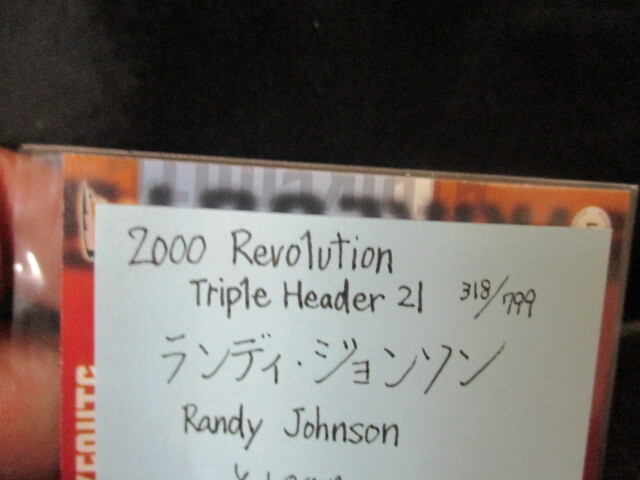 2000 Revolution
Triple Header 21 318/799
ランディ・ジョンソン
Randy Johnson